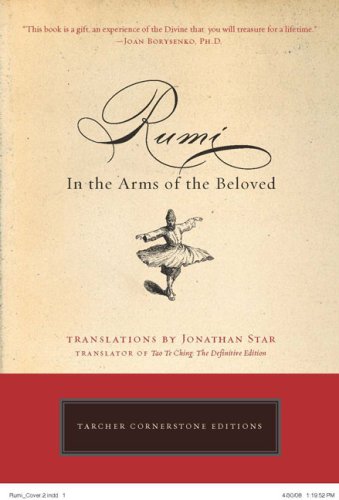 "This book is a gift, an experience of the Divine that you will treasure for a lifetime."
—Joan Borysenko, Ph.D.
Rumi
In the Arms of the Beloved
TRANSLATIONS BY JONATHAN STAR
TRANSLATOR OF Tao Te Ching: The Definitive Edition
TARCHER CORNERSTONE EDITIONS
Rumi_Cover.2.indd 1
4/30/08 1:19:52 PM